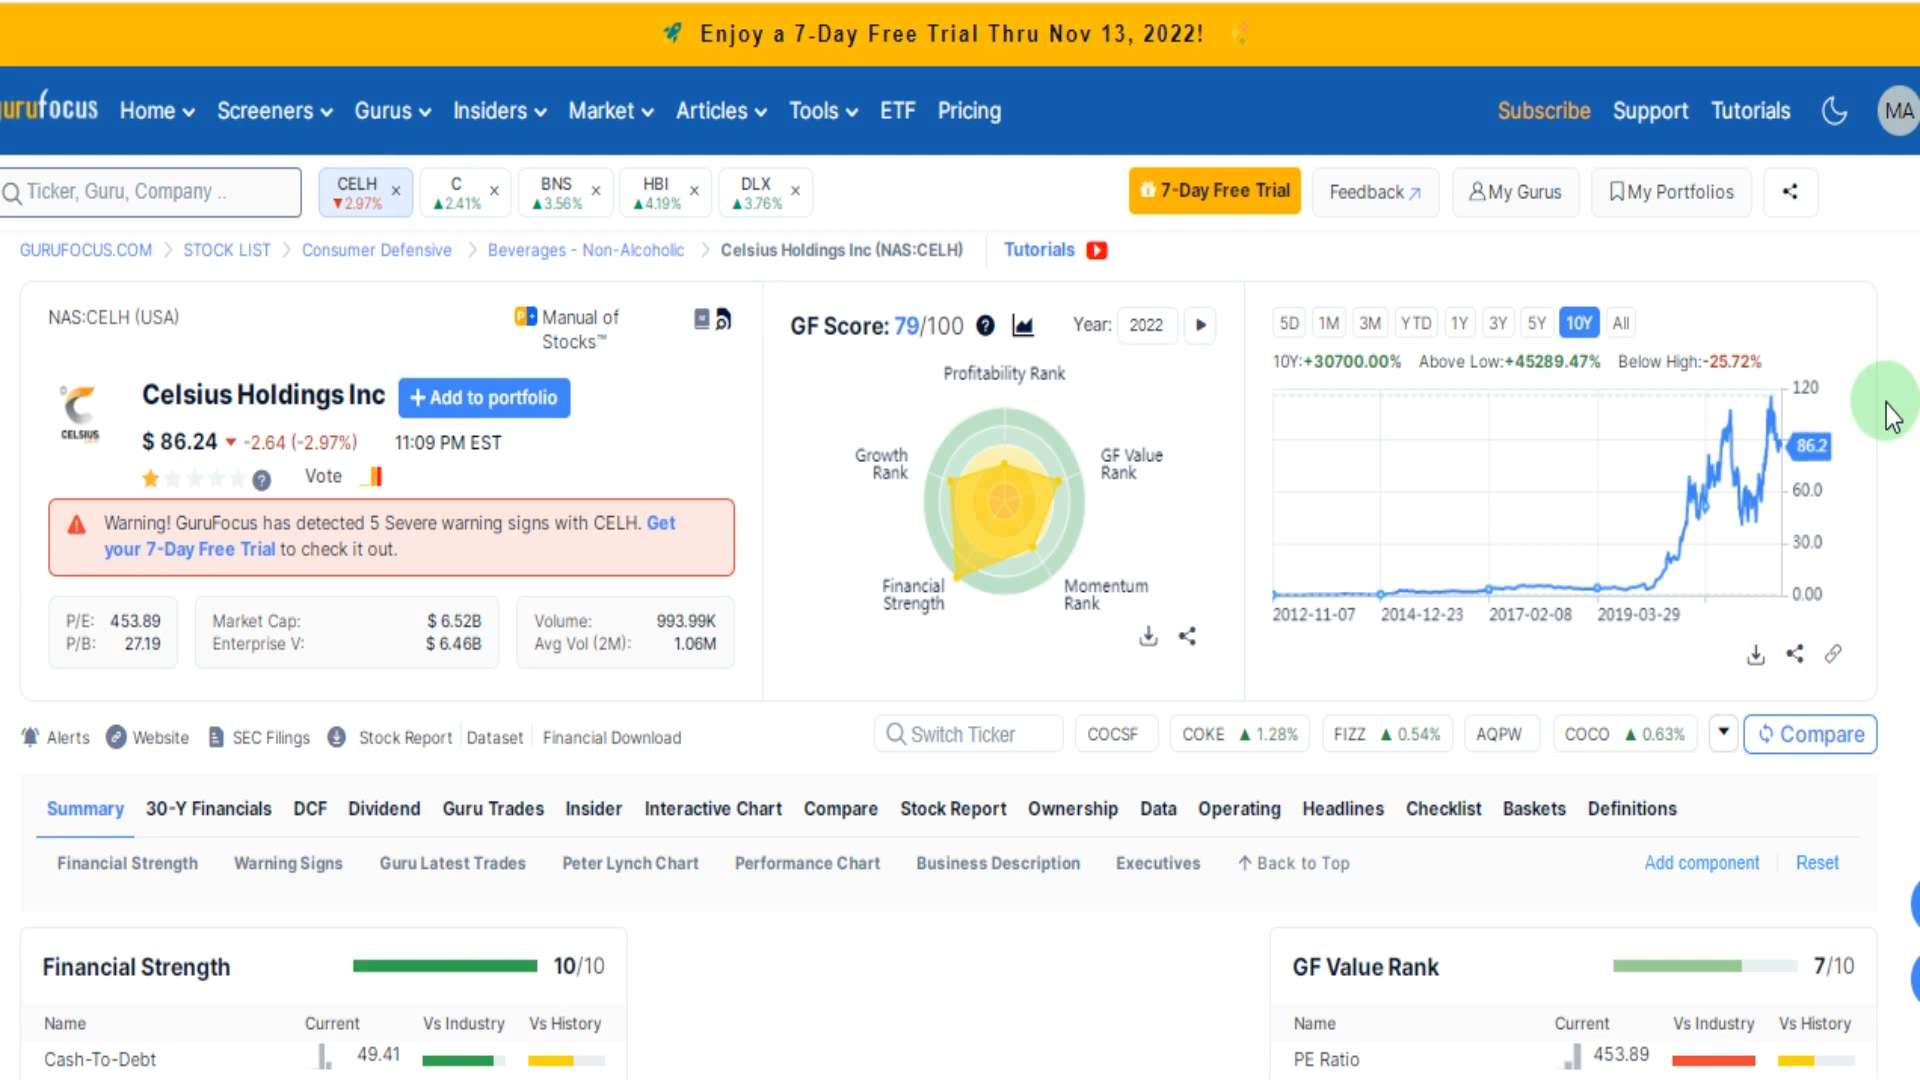 Enjoy a 7-Day Free Trial Thru Nov 13, 2022!
gurufocus Home Screeners Gurus Insiders Market Articles Tools ETF Pricing Subscribe Support Tutorials MA
Ticker, Guru, Company ..
CELH × C × BNS × HBI × DLX ×
▼2.97% ▲2.41% ▲3.56% ▲4.19% ▲3.76%
7-Day Free Trial Feedback My Gurus My Portfolios
GURUFOCUS.COM STOCK LIST Consumer Defensive Beverages - Non-Alcoholic Celsius Holdings Inc (NAS:CELH) Tutorials
NAS:CELH (USA)
Manual of
Stocks™
CELSIUS
Celsius Holdings Inc + Add to portfolio
$ 86.24 ▼ -2.64 (-2.97%) 11:09 PM EST
? Vote
Warning! GuruFocus has detected 5 Severe warning signs with CELH. Get
your 7-Day Free Trial to check it out.
P/E: 453.89
P/B: 27.19
Market Cap: $ 6.52B
Enterprise V: $ 6.46B
Volume: 993.99K
Avg Vol (2M): 1.06M
GF Score: 79/100 ? Year: 2022
Profitability Rank
Growth
Rank
GF Value
Rank
Financial
Strength
Momentum
Rank
5D 1M 3M YTD 1Y 3Y 5Y 10Y All
10Y:+30700.00% Above Low:+45289.47% Below High:-25.72%
120
86.2
60.0
30.0
0.00
2012-11-07 2014-12-23 2017-02-08 2019-03-29
Alerts Website SEC Filings Stock Report Dataset Financial Download
Switch Ticker COCSF COKE ▲ 1.28% FIZZ ▲ 0.54% AQPW COCO ▲ 0.63% Compare
Summary 30-Y Financials DCF Dividend Guru Trades Insider Interactive Chart Compare Stock Report Ownership Data Operating Headlines Checklist Baskets Definitions
Financial Strength Warning Signs Guru Latest Trades Peter Lynch Chart Performance Chart Business Description Executives ↑ Back to Top Add component Reset
Financial Strength 10/10
Name Current Vs Industry Vs History
Cash-To-Debt 49.41
GF Value Rank 7/10
Name Current Vs Industry Vs History
PE Ratio 453.89